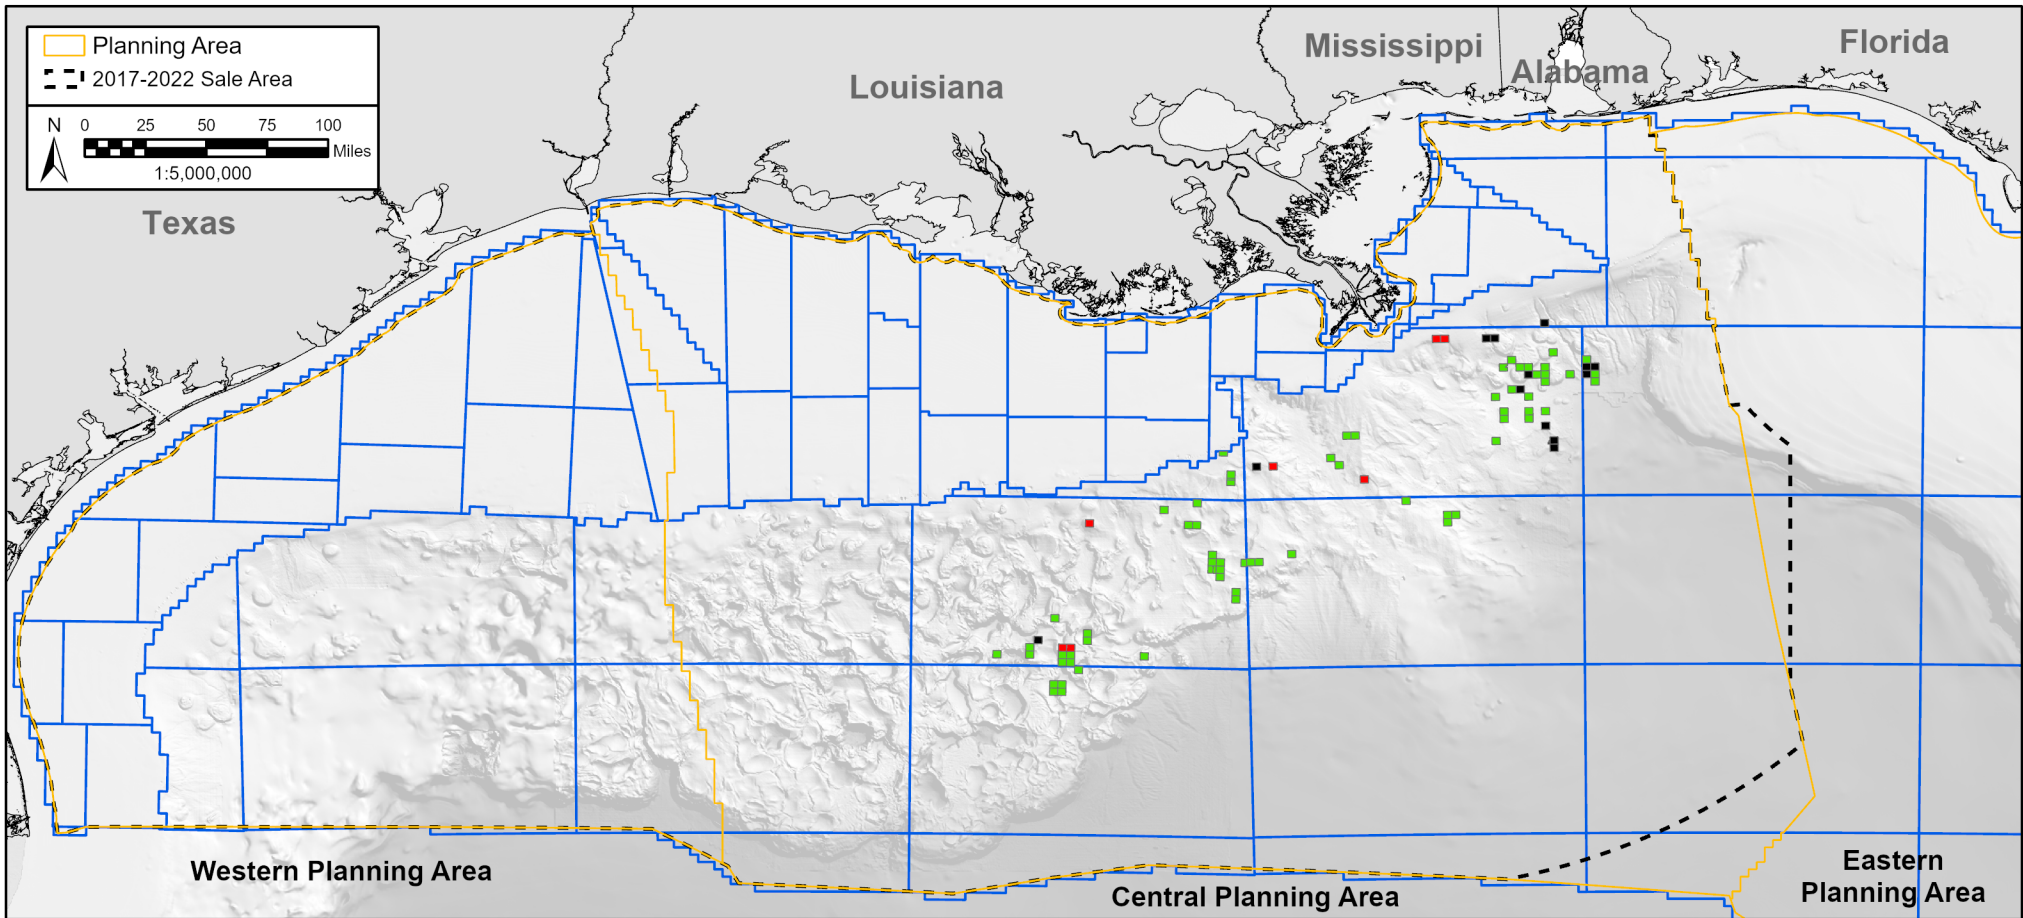 Planning Area
2017-2022 Sale Area
N
0 25 50 75 100
Miles
1:5,000,000
Texas
Louisiana
Mississippi
Alabama
Florida
Western Planning Area
Central Planning Area
Eastern
Planning Area